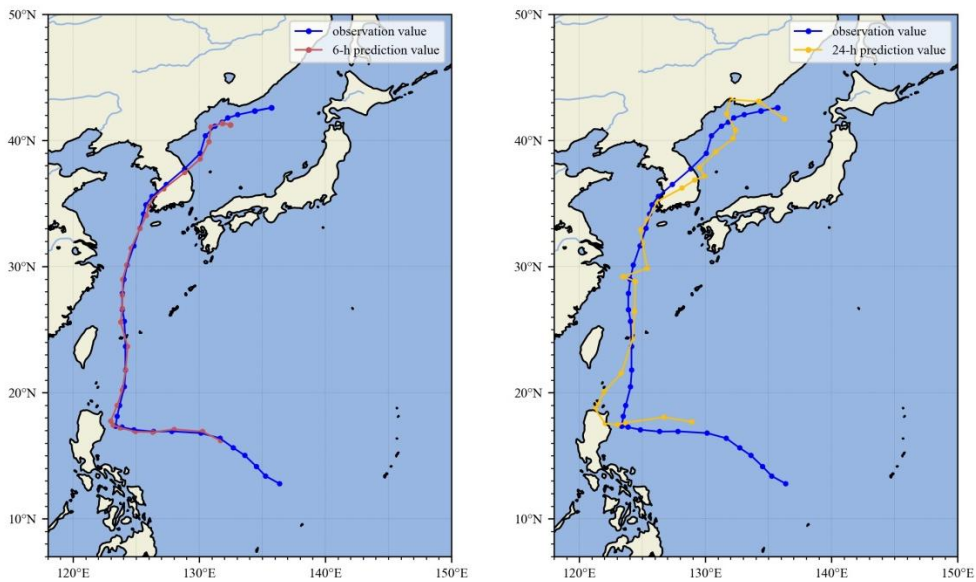 observation value
6-h prediction value
50°N
40°N
30°N
20°N
10°N
120°E
130°E
140°E
150°E
observation value
24-h prediction value
50°N
40°N
30°N
20°N
10°N
120°E
130°E
140°E
150°E